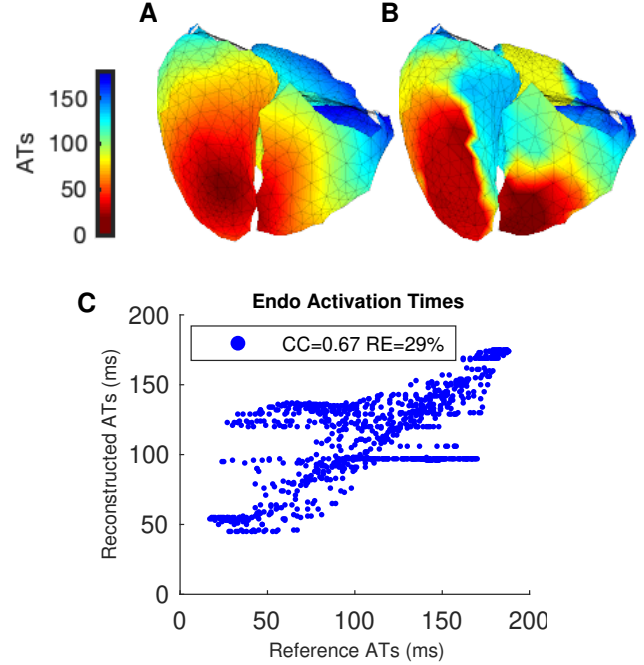 A
B
150
100
50
0
ATs
C
Endo Activation Times
CC=0.67 RE=29%
200
150
100
50
0
Reconstructed ATs (ms)
0 50 100 150 200
Reference ATs (ms)